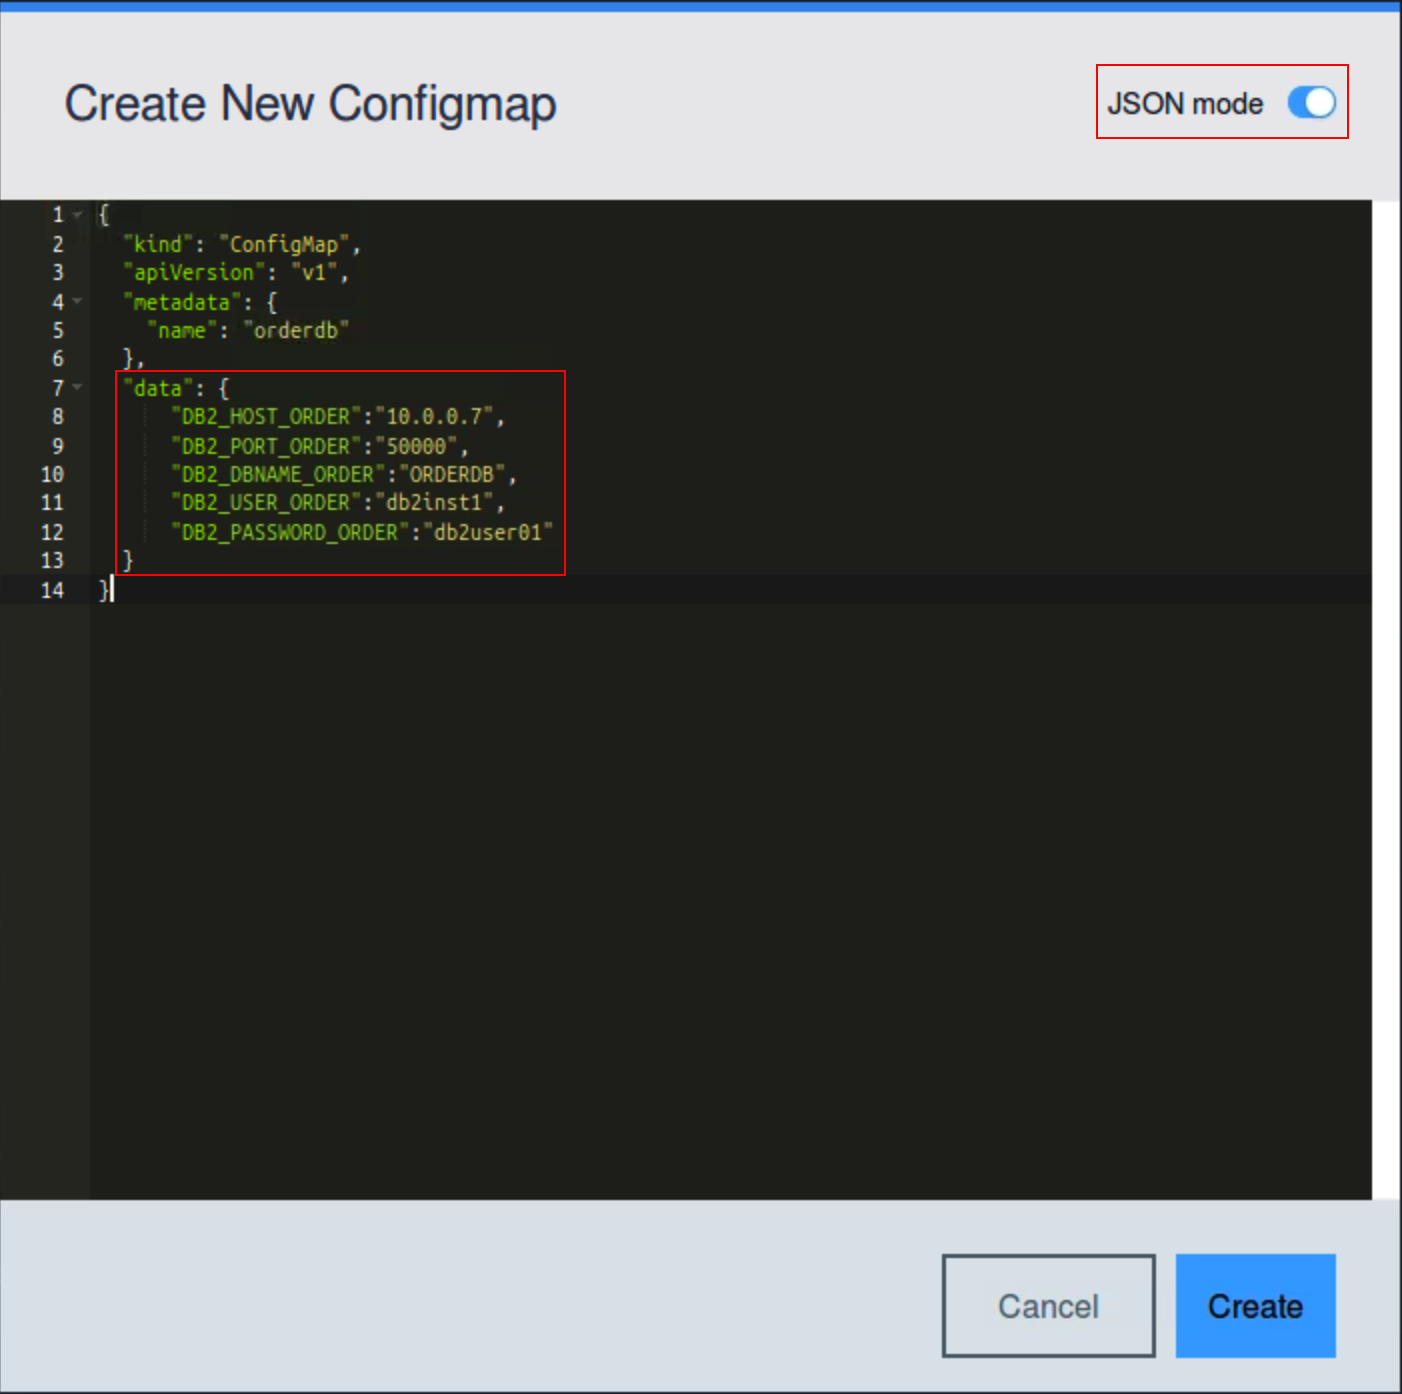 Create New Configmap
JSON mode
1 {
2 "kind": "ConfigMap",
3 "apiVersion": "v1",
4 "metadata": {
5 "name": "orderdb"
6 },
7 "data": {
8 "DB2_HOST_ORDER":"10.0.0.7",
9 "DB2_PORT_ORDER":"50000",
10 "DB2_DBNAME_ORDER":"ORDERDB",
11 "DB2_USER_ORDER":"db2inst1",
12 "DB2_PASSWORD_ORDER":"db2user01"
13 }
14 }
Cancel
Create